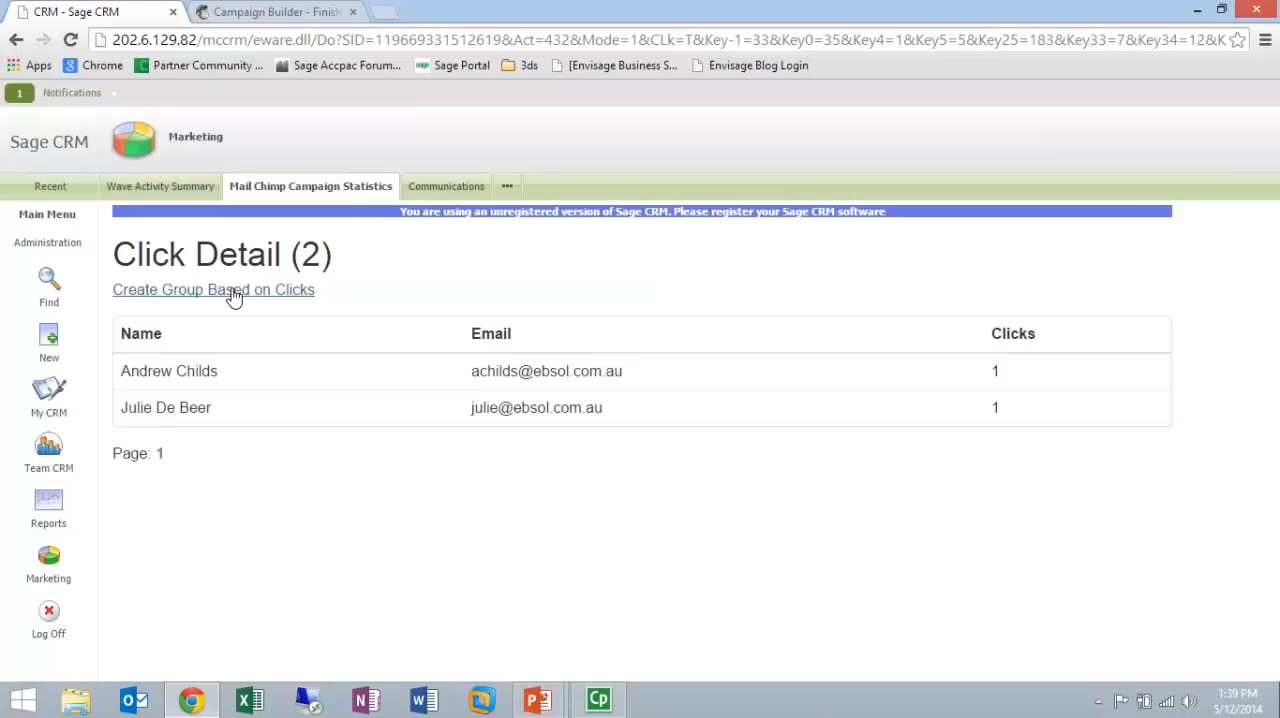 CRM - Sage CRM
Campaign Builder - Finish
202.6.129.82/mccrm/eware.dll/Do?SID=119669331512619&Act=432&Mode=1&CLk=T&Key-1=33&Key0=35&Key4=1&Key5=5&Key25=183&Key33=7&Key34=12&K
Apps
Chrome
Partner Community ...
Sage Accpac Forum...
Sage Portal
3ds
[Envisage Business S...
Envisage Blog Login
1
Notifications
Sage CRM
Marketing
Recent
Wave Activity Summary
Mail Chimp Campaign Statistics
Communications
...
Main Menu
You are using an unregistered version of Sage CRM. Please register your Sage CRM software
Administration
Click Detail (2)
Create Group Based on Clicks
Find
Name Email Clicks
New
Andrew Childs achilds@ebsol.com.au 1
Julie De Beer julie@ebsol.com.au 1
My CRM
Page: 1
Team CRM
Reports
Marketing
Log Off
1:39 PM
5/12/2014